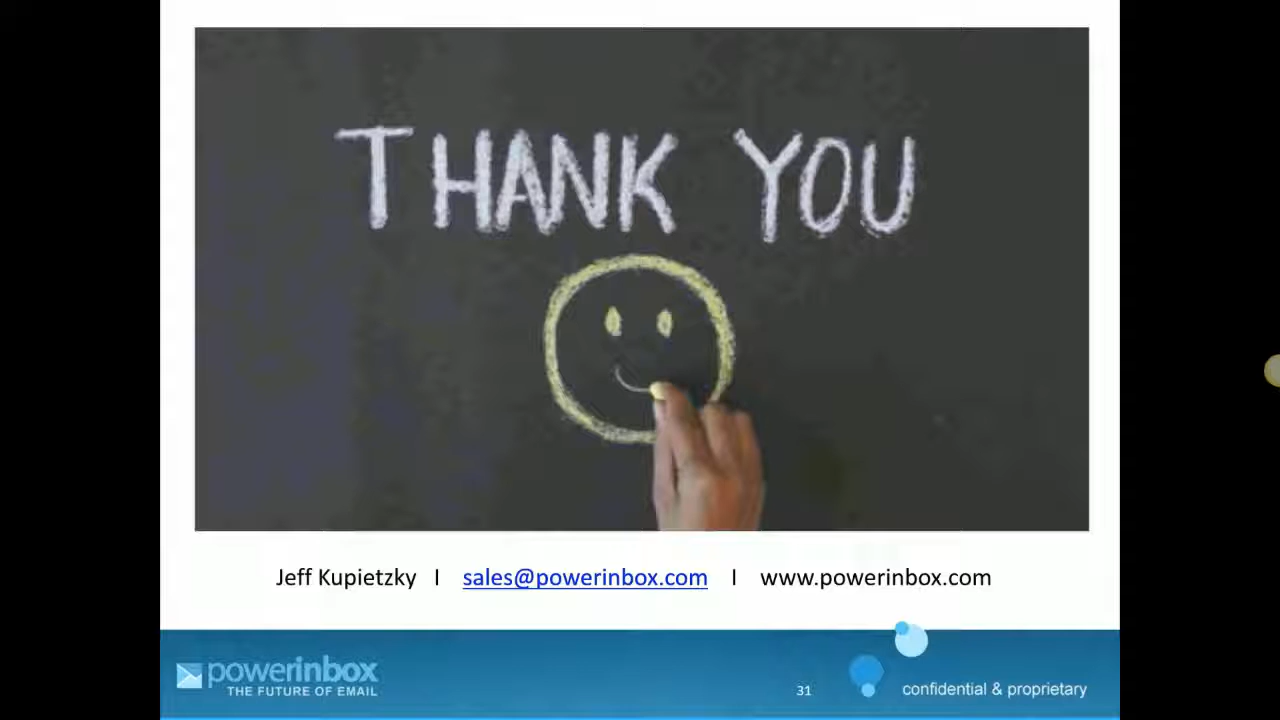 THANK YOU
Jeff Kupietzky I sales@powerinbox.com I www.powerinbox.com
powerinbox
THE FUTURE OF EMAIL
31
confidential & proprietary